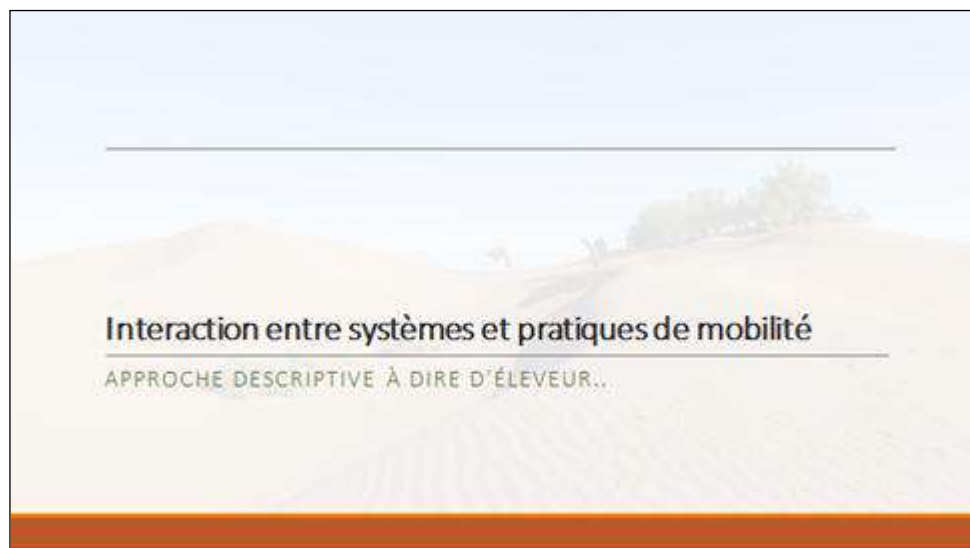 Interaction entre systèmes et pratiques de mobilité
APPROCHE DESCRIPTIVE À DIRE D'ÉLEVEUR..